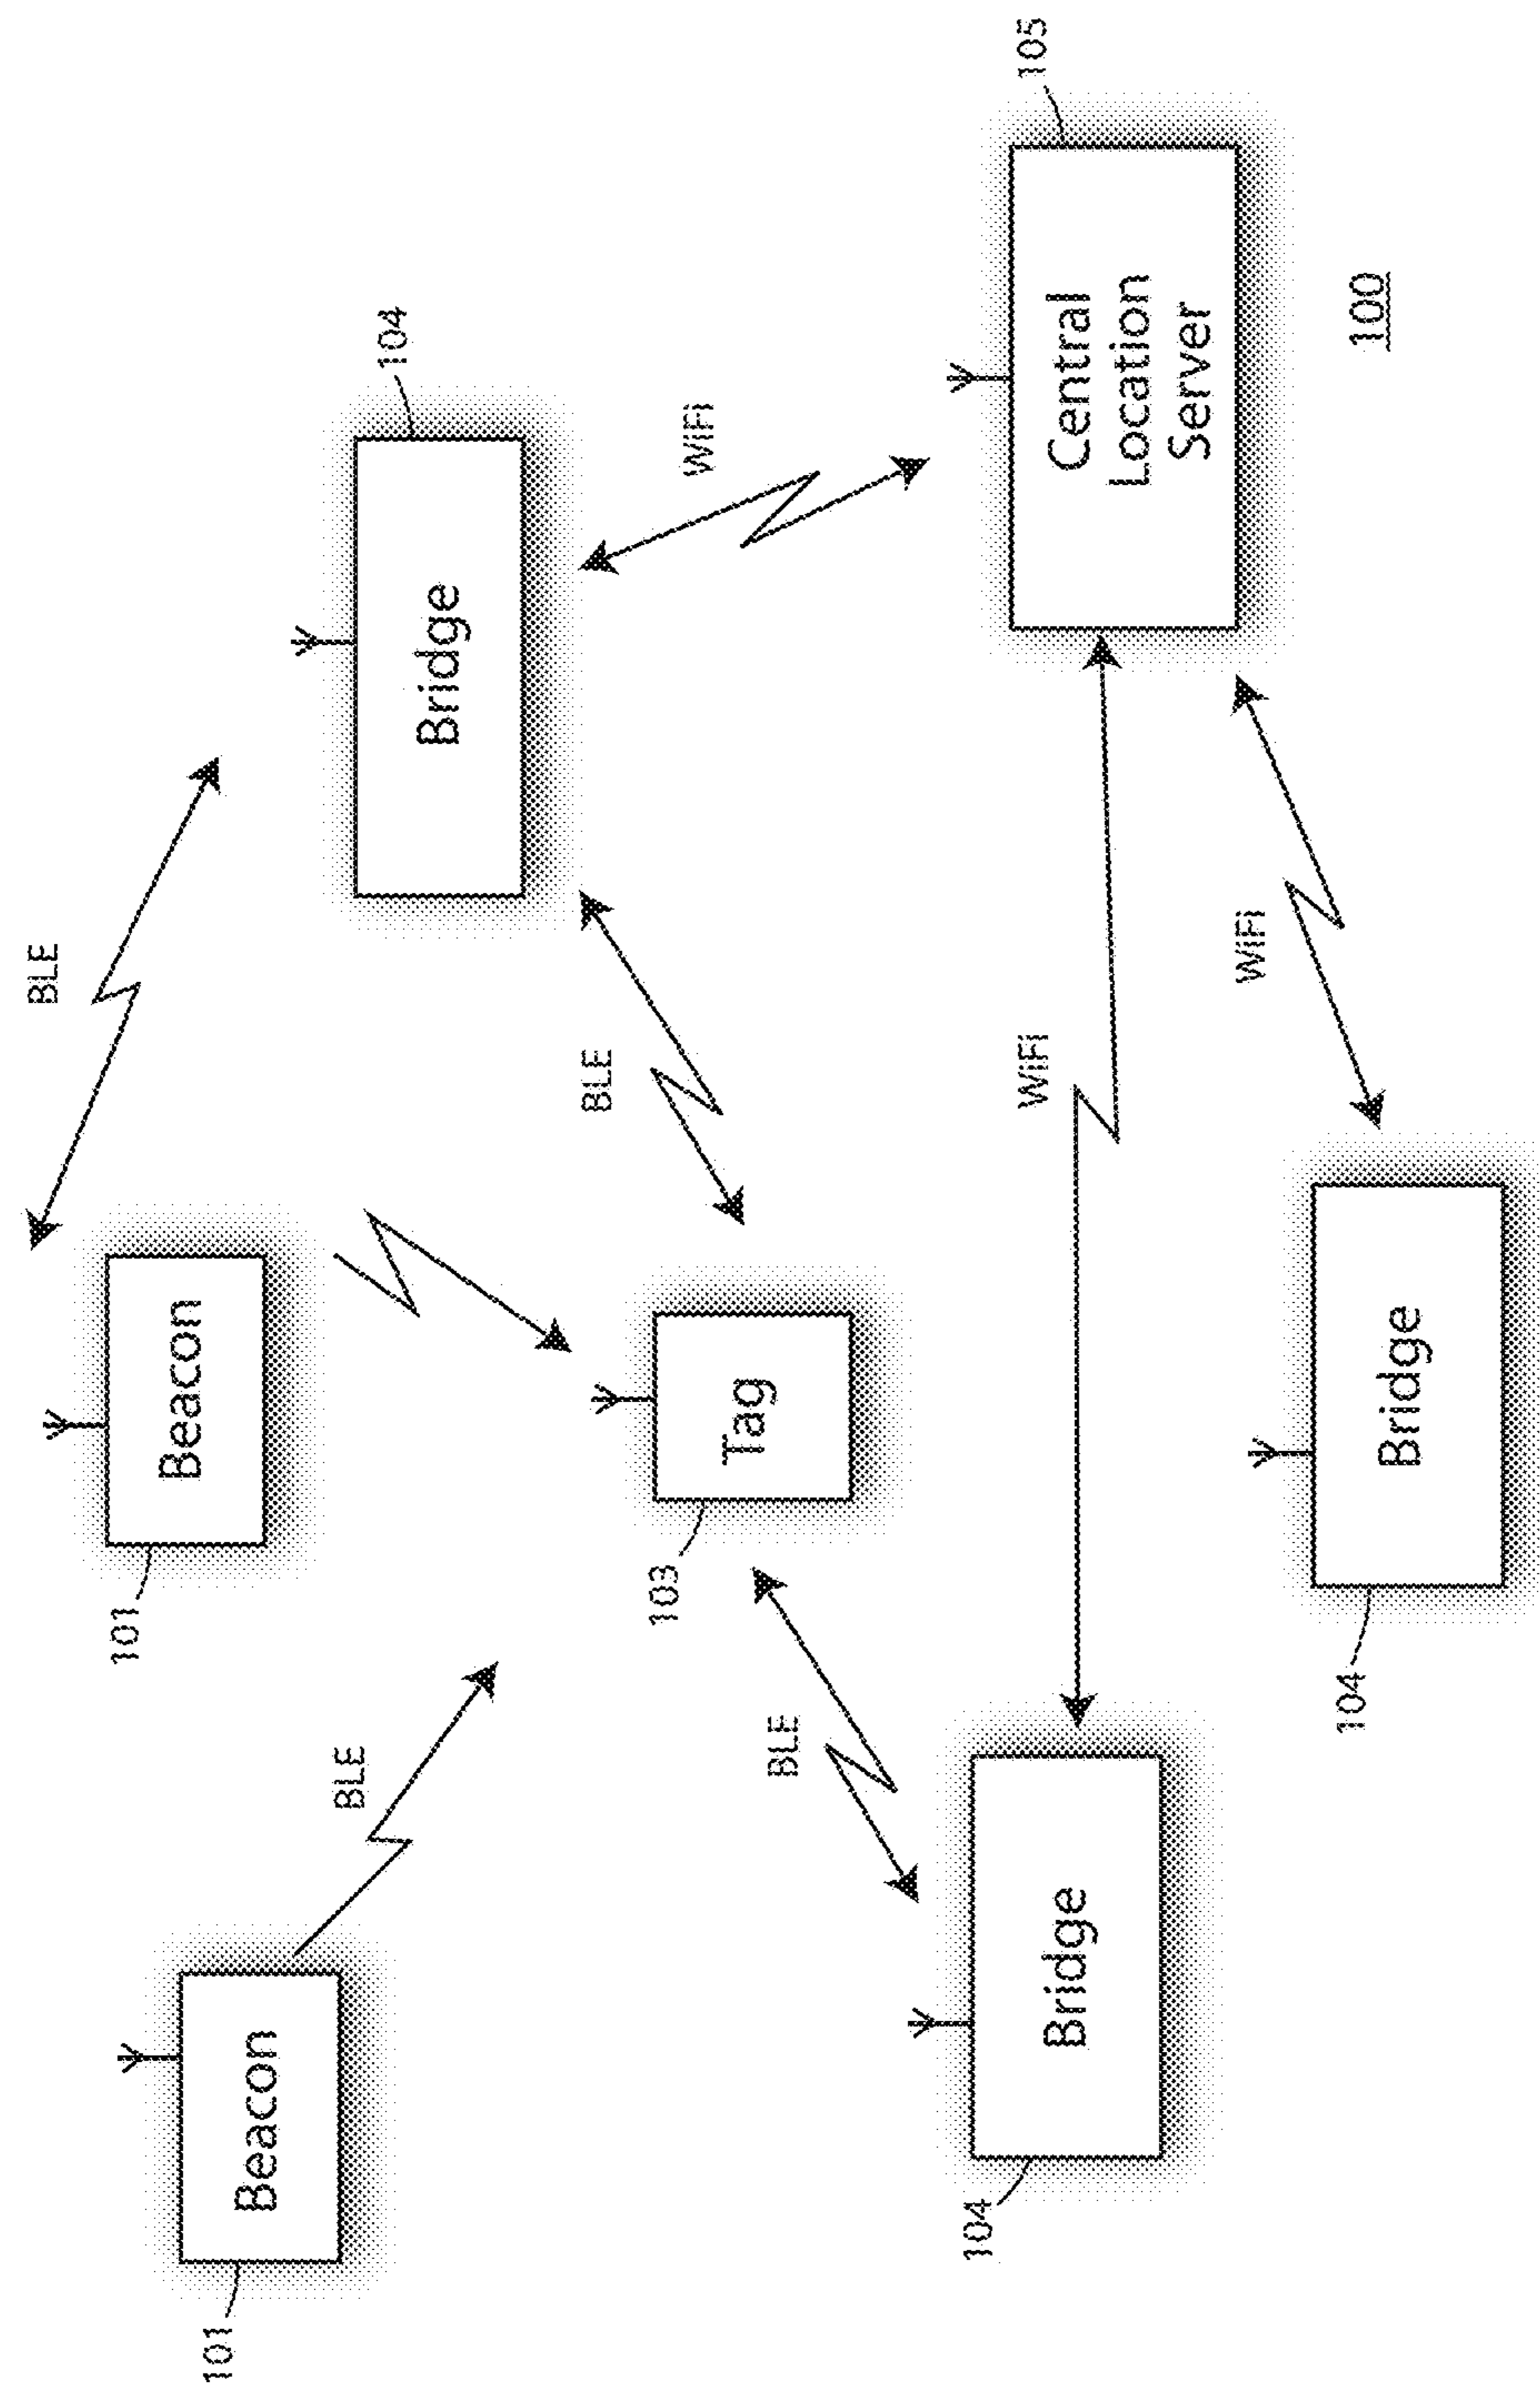 BLE
101
Beacon
101
Beacon
BLE
104
Bridge
BLE
103
WiFi
Tag
BLE
104
WiFi
105
Bridge
Central
Location
Server
WiFi
104
100
Bridge